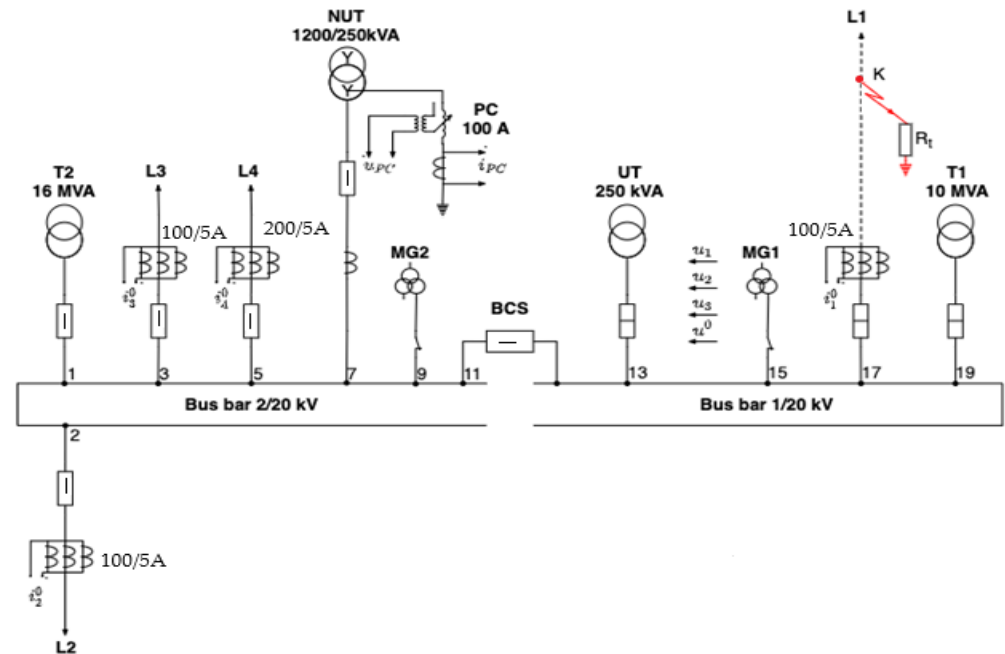 NUT
1200/250kVA
L1
K
PC
100 A
R_t
u_PC
i_PC
T2
16 MVA
L3
L4
UT
250 kVA
T1
10 MVA
100/5A
200/5A
100/5A
MG2
u_1
u_2
u_3
u^0
MG1
i_3^0
i_4^0
i_1^0
BCS
1
3
5
7
9
11
13
15
17
19
Bus bar 2/20 kV
Bus bar 1/20 kV
2
100/5A
i_2^0
L2